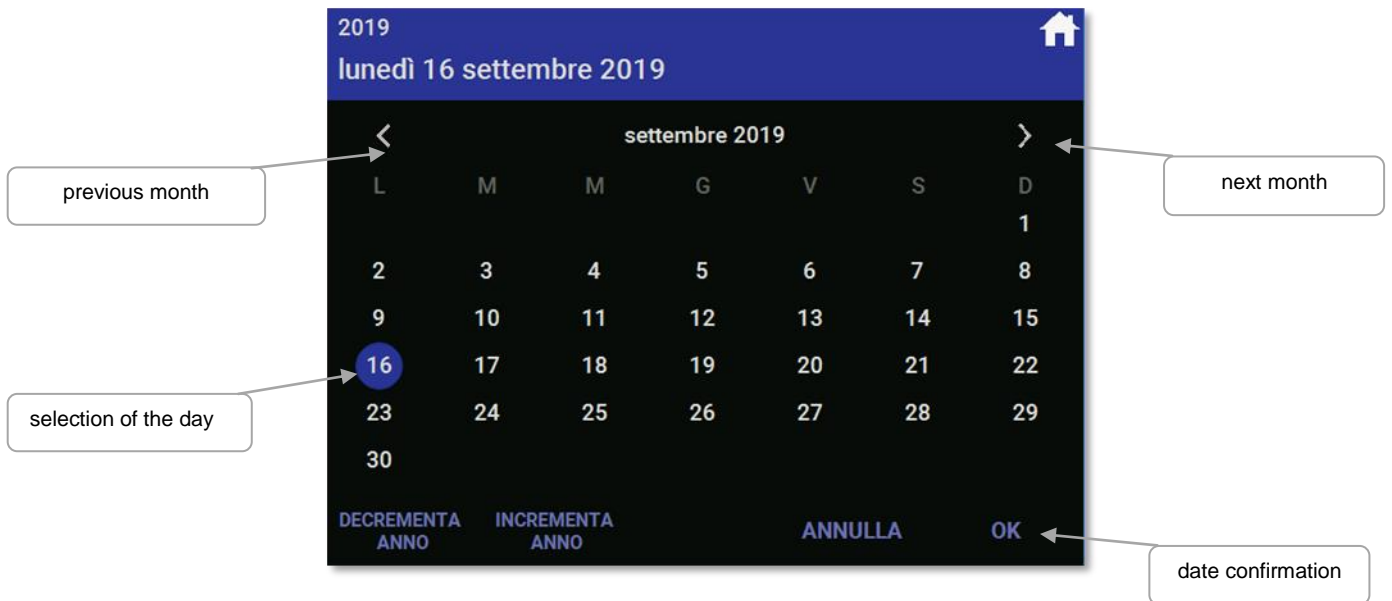 2019
lunedì 16 settembre 2019
settembre 2019
previous month
next month
L M M G V S D
1
2 3 4 5 6 7 8
9 10 11 12 13 14 15
16 17 18 19 20 21 22
selection of the day
23 24 25 26 27 28 29
30
DECREMENTA ANNO
INCREMENTA ANNO
ANNULLA OK
date confirmation